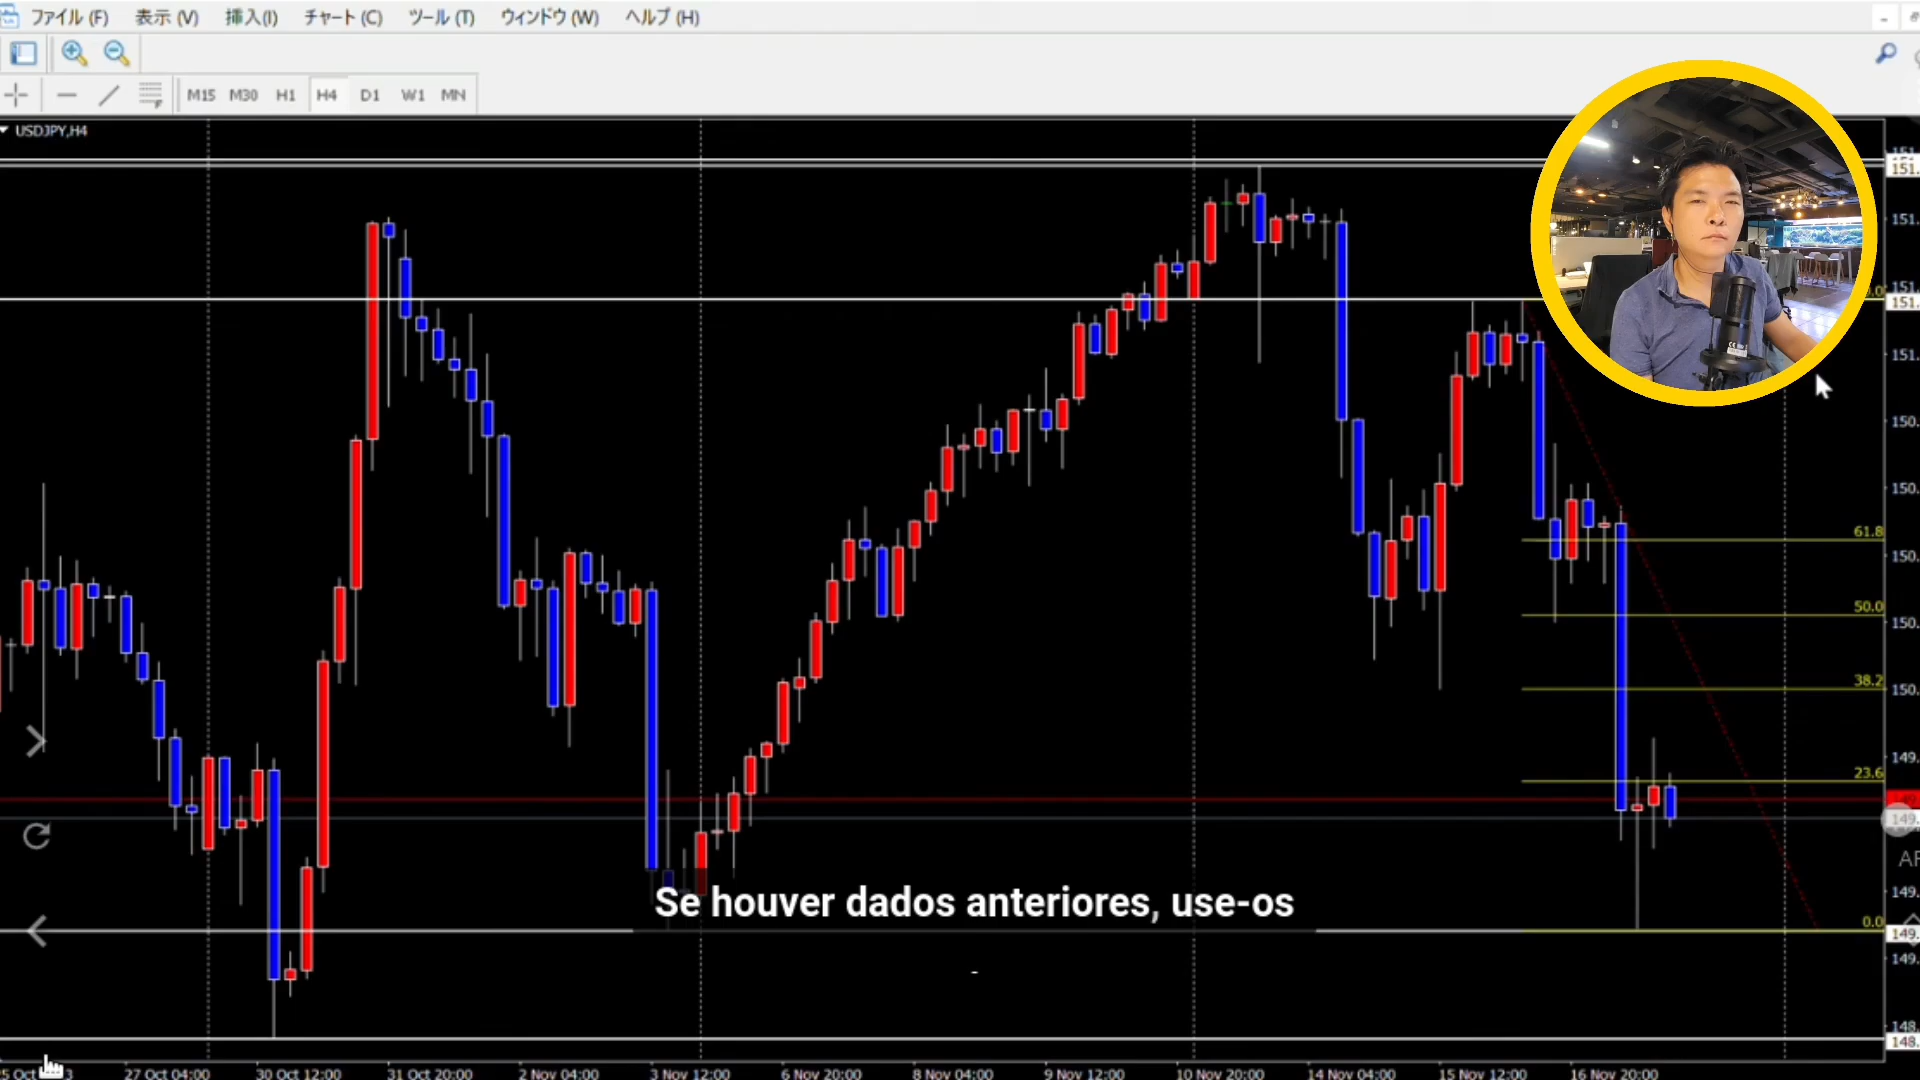 ファイル (F) 表示 (V) 挿入(I) チャート (C) ツール (T) ウィンドウ (W) ヘルプ (H)
M15 M30 H1 H4 D1 W1 MN
USDJPY,H4
61.8
50.0
38.2
23.6
0.0
Se houver dados anteriores, use-os
27 Oct 04:00 30 Oct 12:00 31 Oct 20:00 2 Nov 04:00 3 Nov 12:00 6 Nov 20:00 8 Nov 04:00 9 Nov 12:00 10 Nov 20:00 14 Nov 04:00 15 Nov 12:00 16 Nov 20:00